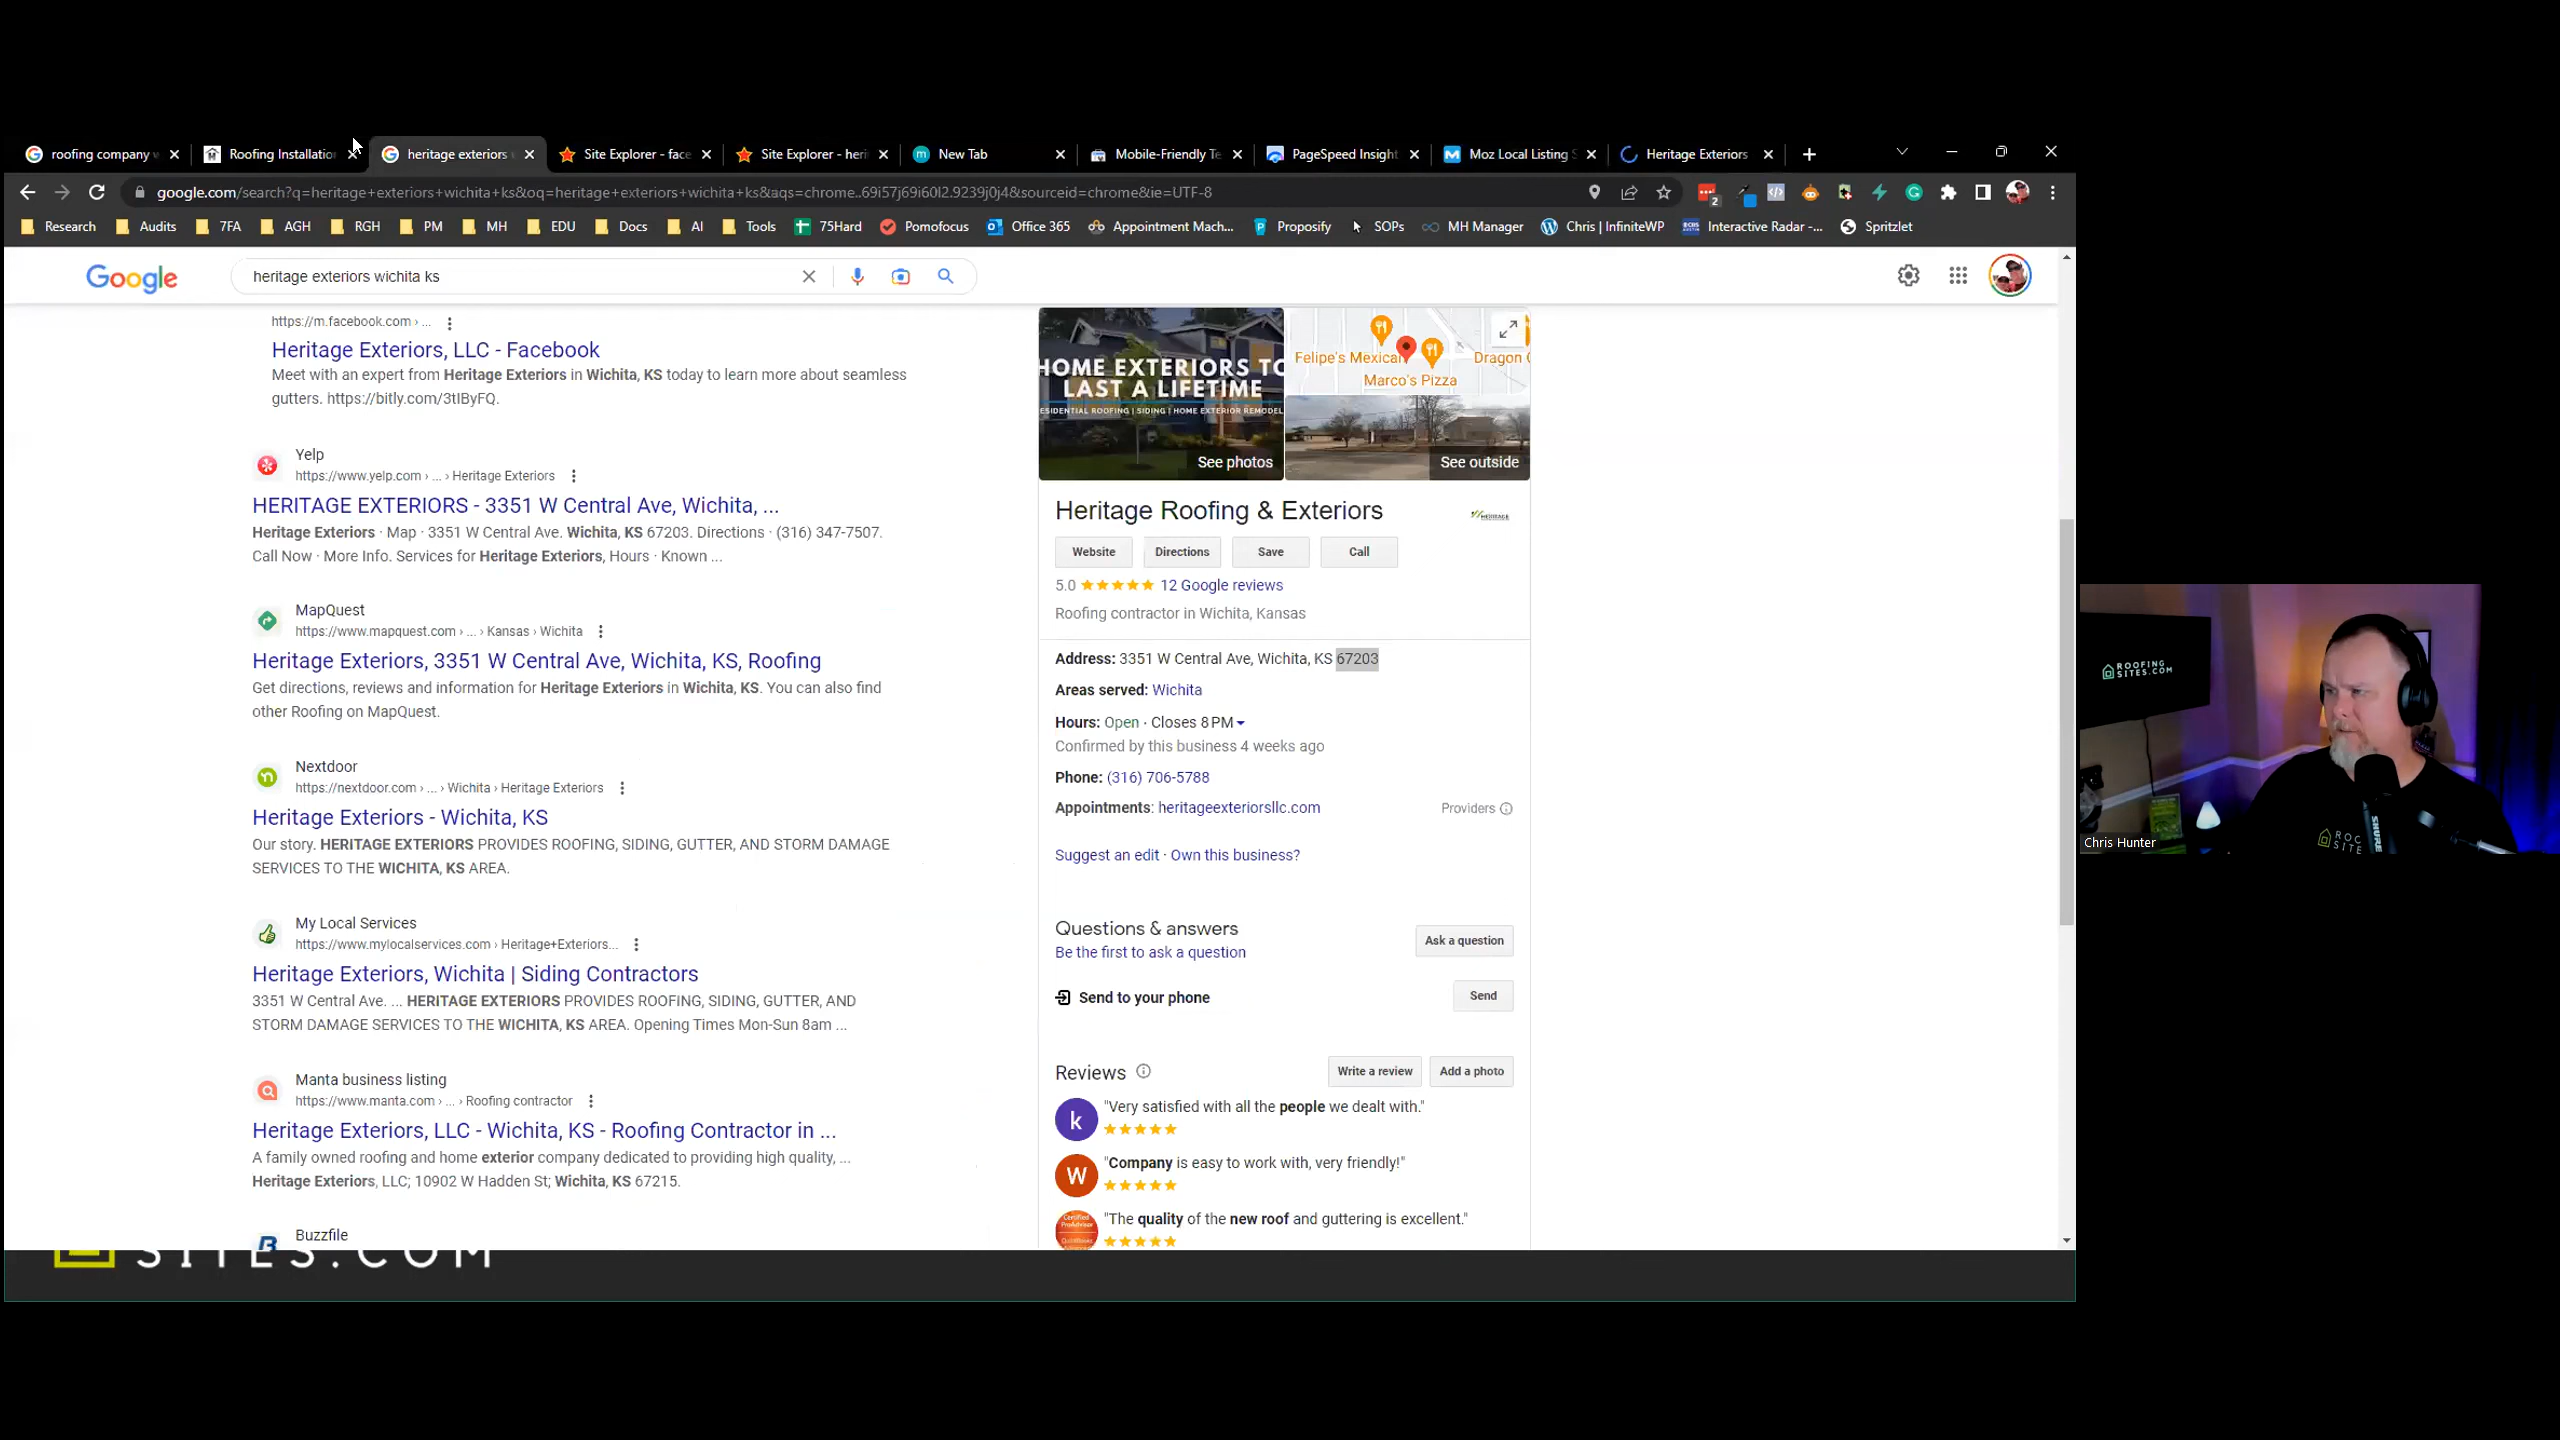 roofing company
Roofing Installation
heritage exteriors
Site Explorer - face
Site Explorer - heri
New Tab
Mobile-Friendly Te
PageSpeed Insight
Moz Local Listing S
Heritage Exteriors
google.com/search?q=heritage+exteriors+wichita+ks&oq=heritage+exteriors+wichita+ks&aqs=chrome..69i57j69i60l2.9239j0j4&sourceid=chrome&ie=UTF-8
2
Research
Audits
7FA
AGH
RGH
PM
MH
EDU
Docs
AI
Tools
75Hard
Pomofocus
Office 365
Appointment Mach...
Proposify
SOPs
MH Manager
Chris | InfiniteWP
Interactive Radar -...
Spritzlet
Google
heritage exteriors wichita ks
https://m.facebook.com › ...
Heritage Exteriors, LLC - Facebook
Meet with an expert from Heritage Exteriors in Wichita, KS today to learn more about seamless
gutters. https://bitly.com/3tIByFQ.
Yelp
https://www.yelp.com › ... › Heritage Exteriors
HERITAGE EXTERIORS - 3351 W Central Ave, Wichita, ...
Heritage Exteriors · Map · 3351 W Central Ave. Wichita, KS 67203. Directions · (316) 347-7507.
Call Now · More Info. Services for Heritage Exteriors, Hours · Known ...
MapQuest
https://www.mapquest.com › ... › Kansas › Wichita
Heritage Exteriors, 3351 W Central Ave, Wichita, KS, Roofing
Get directions, reviews and information for Heritage Exteriors in Wichita, KS. You can also find
other Roofing on MapQuest.
Nextdoor
https://nextdoor.com › ... › Wichita › Heritage Exteriors
Heritage Exteriors - Wichita, KS
Our story. HERITAGE EXTERIORS PROVIDES ROOFING, SIDING, GUTTER, AND STORM DAMAGE
SERVICES TO THE WICHITA, KS AREA.
My Local Services
https://www.mylocalservices.com › Heritage+Exteriors...
Heritage Exteriors, Wichita | Siding Contractors
3351 W Central Ave. ... HERITAGE EXTERIORS PROVIDES ROOFING, SIDING, GUTTER, AND
STORM DAMAGE SERVICES TO THE WICHITA, KS AREA. Opening Times Mon-Sun 8am ...
Manta business listing
https://www.manta.com › ... › Roofing contractor
Heritage Exteriors, LLC - Wichita, KS - Roofing Contractor in ...
A family owned roofing and home exterior company dedicated to providing high quality, ...
Heritage Exteriors, LLC; 10902 W Hadden St; Wichita, KS 67215.
Buzzfile
HOME EXTERIORS TO
LAST A LIFETIME
ESIDENTIAL ROOFING | SIDING | HOME EXTERIOR REMODEL
See photos
Felipe's Mexican
Dragon
Marco's Pizza
See outside
Heritage Roofing & Exteriors
HERITAGE
Website
Directions
Save
Call
5.0
12 Google reviews
Roofing contractor in Wichita, Kansas
Address: 3351 W Central Ave, Wichita, KS 67203
Areas served: Wichita
Hours: Open · Closes 8 PM
Confirmed by this business 4 weeks ago
Phone: (316) 706-5788
Appointments: heritageexteriorsllc.com
Providers
Suggest an edit · Own this business?
Questions & answers
Be the first to ask a question
Ask a question
Send to your phone
Send
Reviews
Write a review
Add a photo
k
"Very satisfied with all the people we dealt with."
W
"Company is easy to work with, very friendly!"
"The quality of the new roof and guttering is excellent."
SITES.COM
ROOFING
SITES.COM
ROO
SITE
SHURE
Chris Hunter